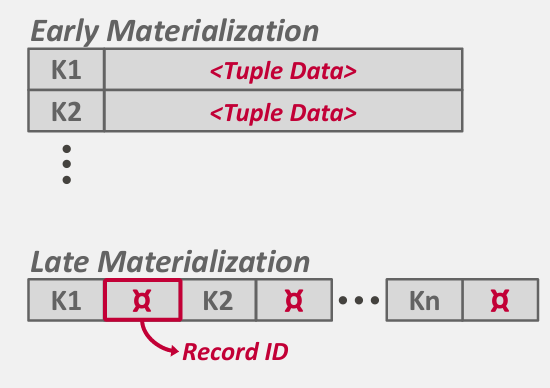 Early Materialization
K1 <Tuple Data>
K2 <Tuple Data>
Late Materialization
K1 ¤ K2 ¤ Kn ¤
Record ID